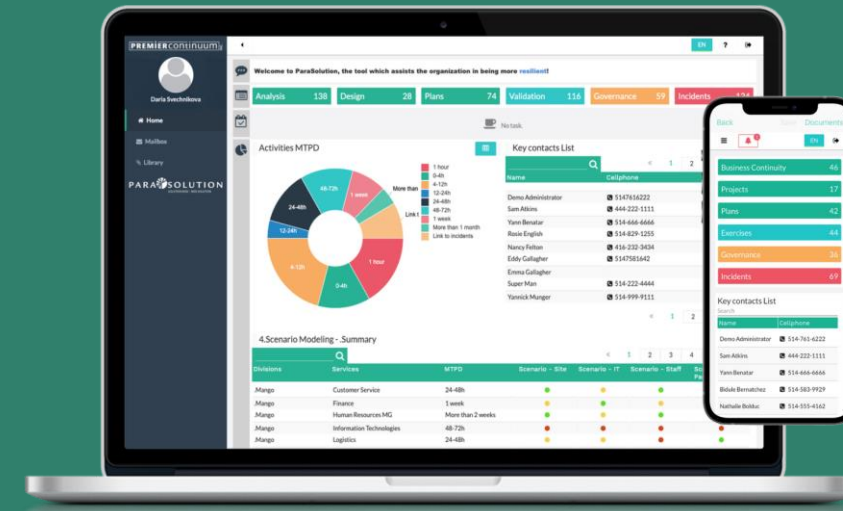 PREMIER CONTINUUM
EN ?
Daria Svechnikova
Home
Mailbox
Library
PARASOLUTION
Welcome to ParaSolution, the tool which assists the organization in being more resilient!
Analysis 138 Design 28 Plans 74 Validation 116 Governance 59 Incidents
No task
Activities MTPD
1 hour
0-4h
4-12h
12-24h
24-48h
48-72h
1 week
More than 1 month
Link to incidents
48-72h
1 week
More than
24-48h
Link t
12-24h
4-12h
1 hour
0-4h
Key contacts List
< 1 2
Name Cellphone
Demo Administrator 5147616222
Sam Atkins 444-222-1111
Yann Benatar 514-666-6666
Rosie English 514-829-1255
Nancy Felton 416-232-3434
Eddy Gallagher 5147581642
Emma Gallagher
Super Man 514-222-4444
Yannick Munger 514-999-9111
< 1 2
4.Scenario Modeling - .Summary
< 1 2 3 4
Divisions Services MTPD Scenario - Site Scenario - IT Scenario - Staff
.Mango Customer Service 24-48h
.Mango Finance 1 week
.Mango Human Resources MG More than 2 weeks
.Mango Information Technologies 48-72h
.Mango Logistics 24-48h
Back Documents
EN
Business Continuity 46
Projects 17
Plans 42
Exercises 44
Governance 36
Incidents 69
Key contacts List
Search
Name Cellphone
Demo Administrator 514-761-6222
Sam Atkins 444-222-1111
Yann Benatar 514-666-6666
Bidule Bernatchez 514-583-9929
Nathalie Bolduc 514-555-4162